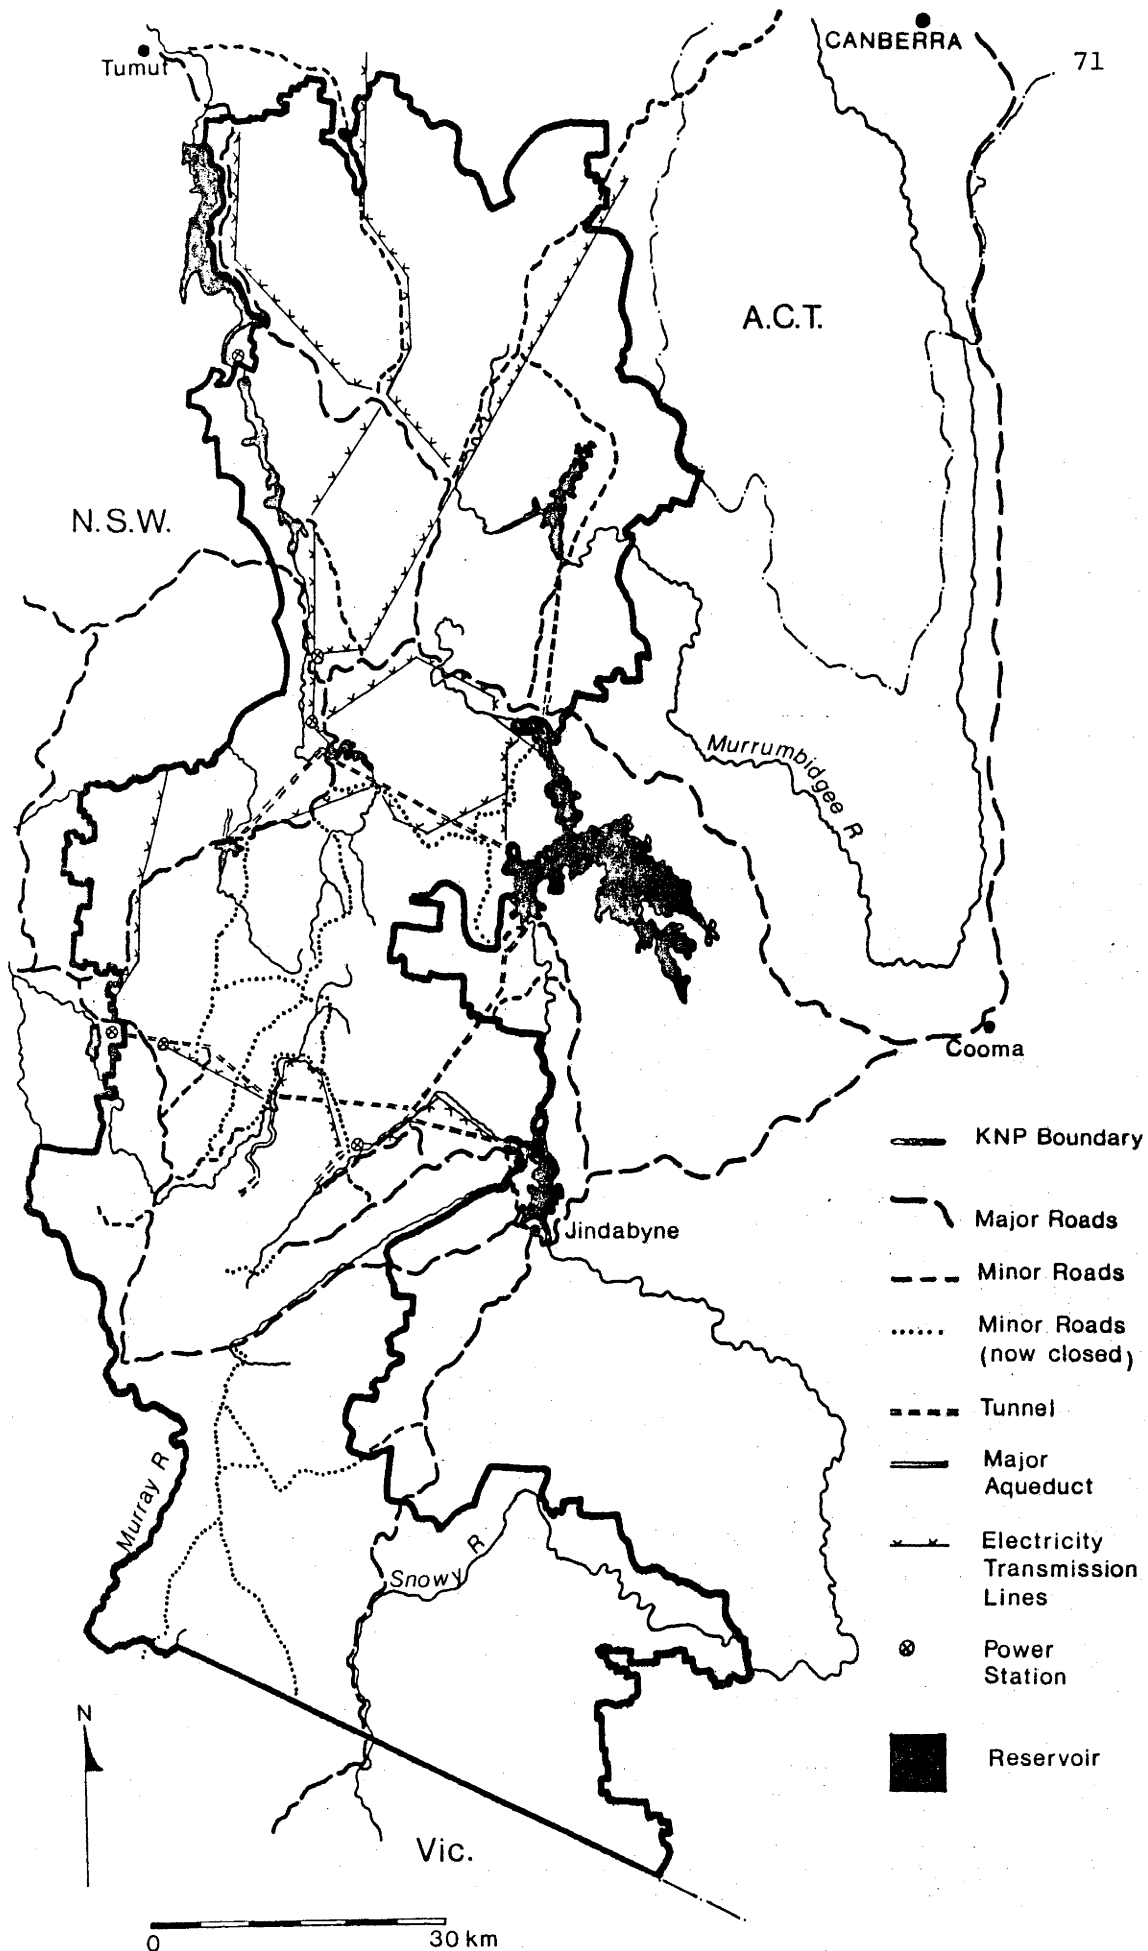 CANBERRA
71
Tumut
A.C.T.
N.S.W.
Murrumbidgee R
Cooma
KNP Boundary
Major Roads
Jindabyne
Minor Roads
Minor Roads
(now closed)
Tunnel
Major
Aqueduct
Murray R
Electricity
Transmission
Lines
Snowy R
Power
Station
N
Reservoir
Vic.
0 30 km